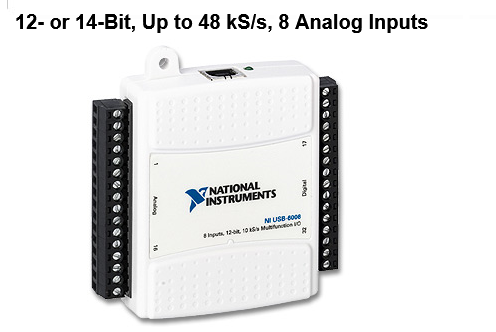 12- or 14-Bit, Up to 48 kS/s, 8 Analog Inputs
17
1
NATIONAL
INSTRUMENTS
Analog
Digital
NI USB-6008
8 Inputs, 12-bit, 10 kS/s Multifunction I/O
16
32